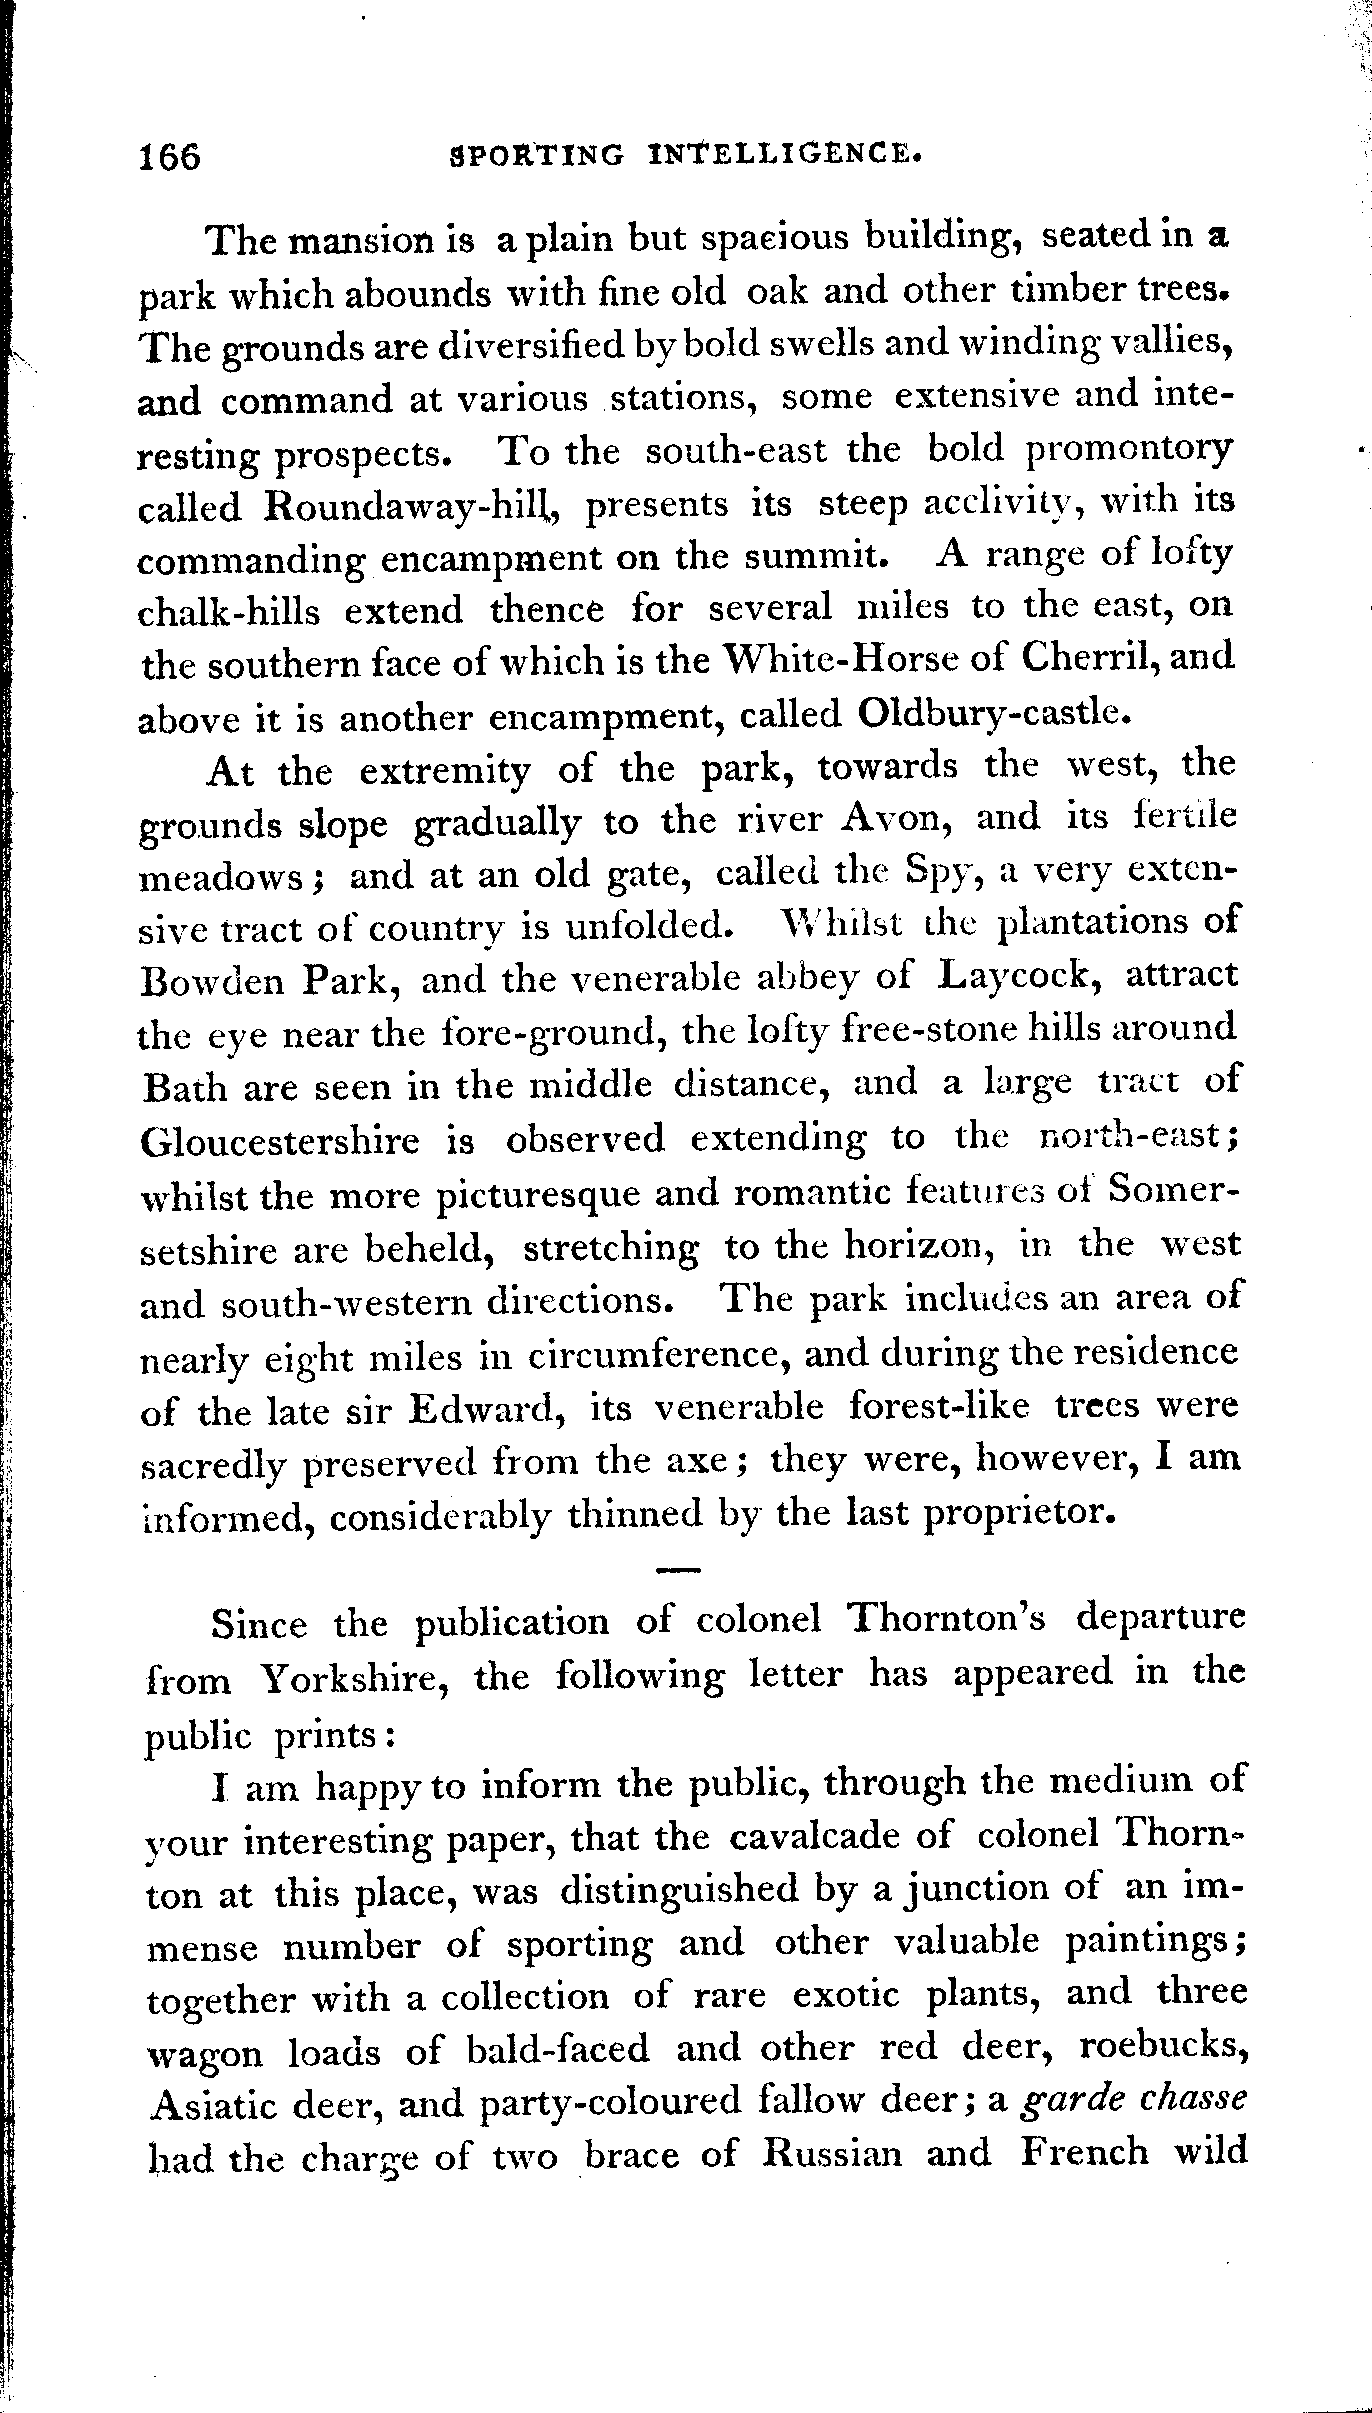 166 SPORTING INTELLIGENCE.
The mansion is a plain but spacious building, seated in a
park which abounds with fine old oak and other timber trees.
The grounds are diversified by bold swells and winding vallies,
and command at various stations, some extensive and inte-
resting prospects. To the south-east the bold promontory
called Roundaway-hill, presents its steep acclivity, with its
commanding encampment on the summit. A range of lofty
chalk-hills extend thence for several miles to the east, on
the southern face of which is the White-Horse of Cherril, and
above it is another encampment, called Oldbury-castle.
At the extremity of the park, towards the west, the
grounds slope gradually to the river Avon, and its fertile
meadows; and at an old gate, called the Spy, a very exten-
sive tract of country is unfolded. Whilst the plantations of
Bowden Park, and the venerable abbey of Laycock, attract
the eye near the fore-ground, the lofty free-stone hills around
Bath are seen in the middle distance, and a large tract of
Gloucestershire is observed extending to the north-east;
whilst the more picturesque and romantic features of Somer-
setshire are beheld, stretching to the horizon, in the west
and south-western directions. The park includes an area of
nearly eight miles in circumference, and during the residence
of the late sir Edward, its venerable forest-like trees were
sacredly preserved from the axe; they were, however, I am
informed, considerably thinned by the last proprietor.
Since the publication of colonel Thornton's departure
from Yorkshire, the following letter has appeared in the
public prints:
I am happy to inform the public, through the medium of
your interesting paper, that the cavalcade of colonel Thorn-
ton at this place, was distinguished by a junction of an im-
mense number of sporting and other valuable paintings;
together with a collection of rare exotic plants, and three
wagon loads of bald-faced and other red deer, roebucks,
Asiatic deer, and party-coloured fallow deer; a garde chasse
had the charge of two brace of Russian and French wild